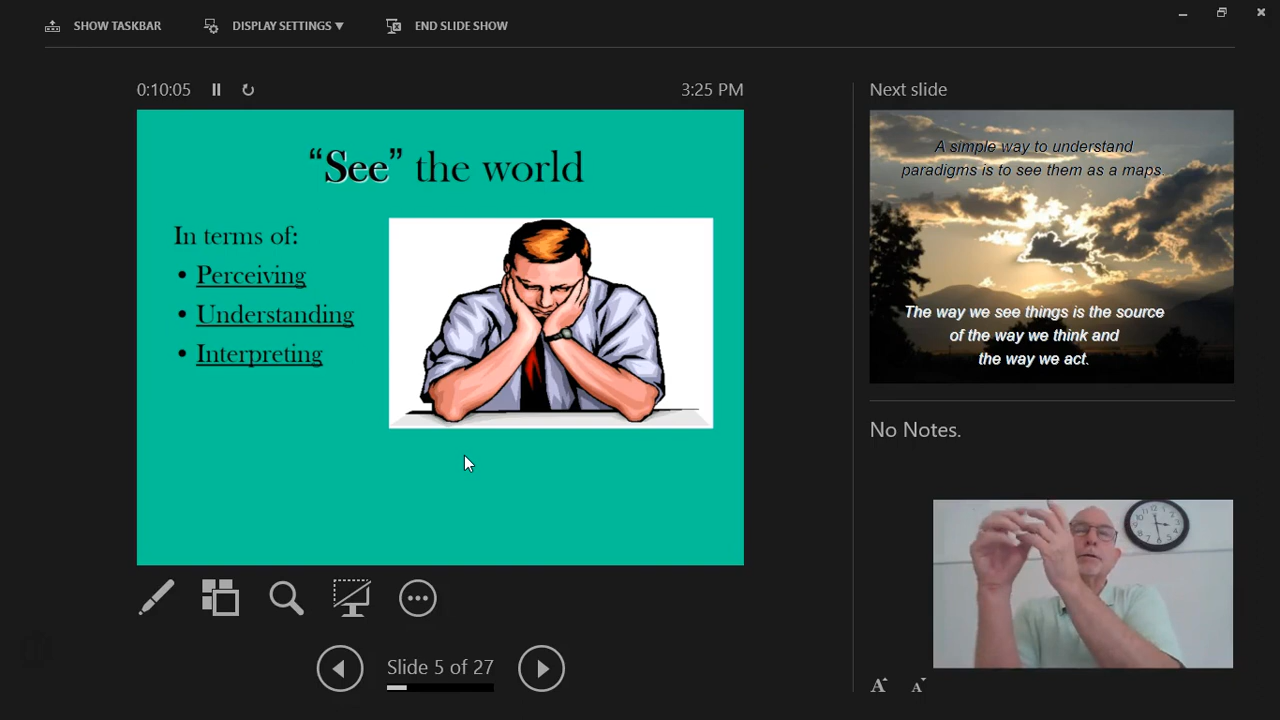 SHOW TASKBAR
DISPLAY SETTINGS ▼
END SLIDE SHOW
0:10:05
3:25 PM
“See” the world
In terms of:
• Perceiving
• Understanding
• Interpreting
Slide 5 of 27
Next slide
A simple way to understand
paradigms is to see them as a maps.
The way we see things is the source
of the way we think and
the way we act.
No Notes.
A A